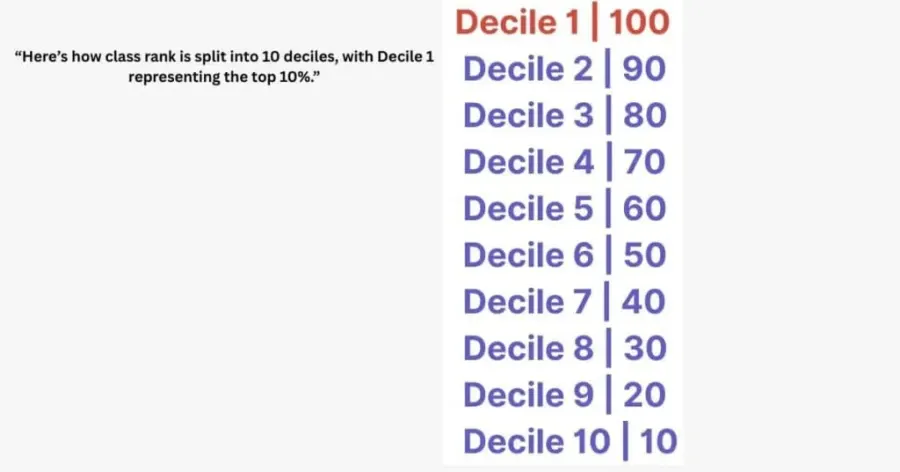 “Here’s how class rank is split into 10 deciles, with Decile 1
representing the top 10%.”
Decile 1 | 100
Decile 2 | 90
Decile 3 | 80
Decile 4 | 70
Decile 5 | 60
Decile 6 | 50
Decile 7 | 40
Decile 8 | 30
Decile 9 | 20
Decile 10 | 10